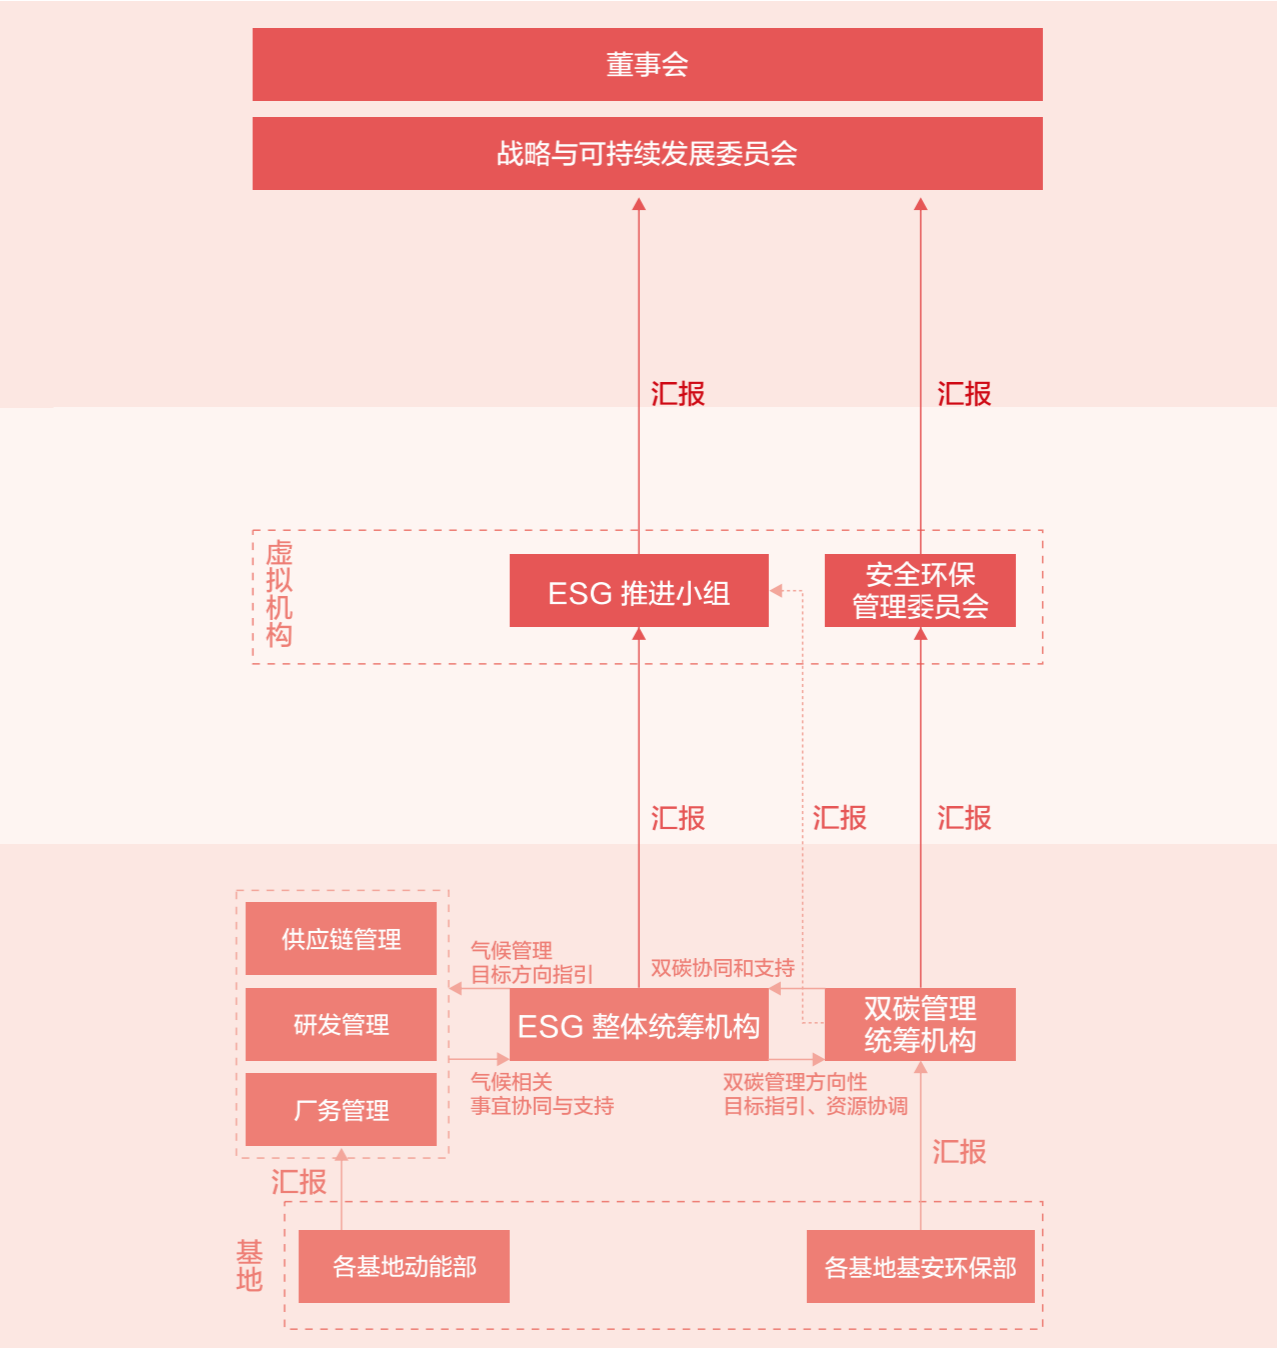 董事会
战略与可持续发展委员会
汇报
汇报
虚拟机构
ESG 推进小组
安全环保
管理委员会
汇报
汇报
汇报
供应链管理
研发管理
厂务管理
气候管理
目标方向指引
双碳协同和支持
ESG 整体统筹机构
双碳管理
统筹机构
气候相关
事宜协同与支持
双碳管理方向性
目标指引、资源协调
汇报
汇报
基地
各基地动能部
各基地基安环保部